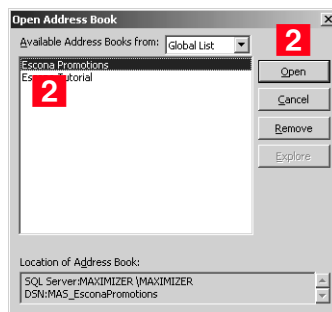 Open Address Book
Available Address Books from: Global List
2
Escona Promotions
Tutorial
2
Open
Cancel
Remove
Explore
Location of Address Book:
SQL Server:MAXIMIZER \MAXIMIZER
DSN:MAS_EsconaPromotions